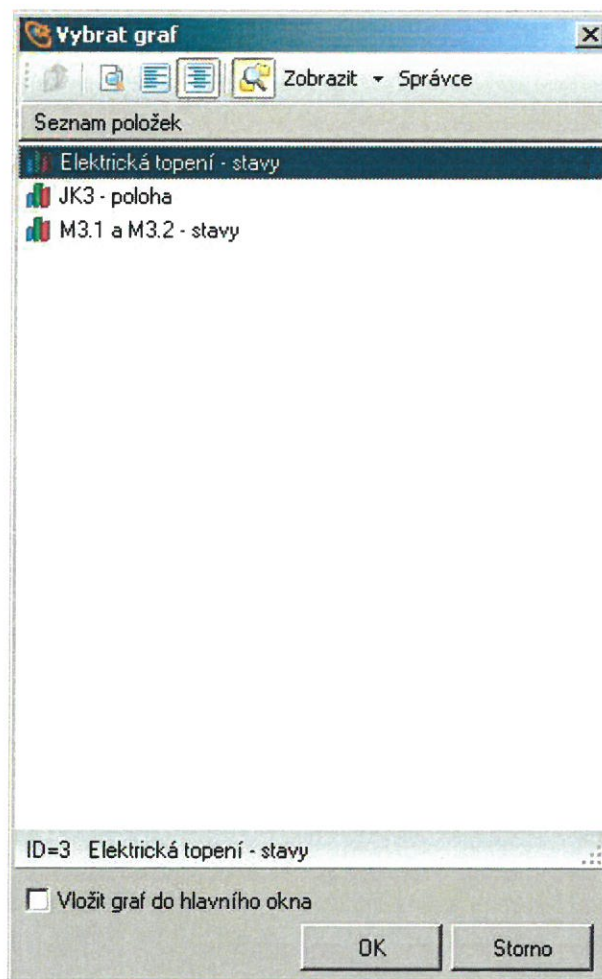 Vybrat graf
Zobrazit Správce
Seznam položek
Elektrická topení - stavy
JK3 - poloha
M3.1 a M3.2 - stavy
ID=3 Elektrická topení - stavy
Vložit graf do hlavního okna
OK Storno